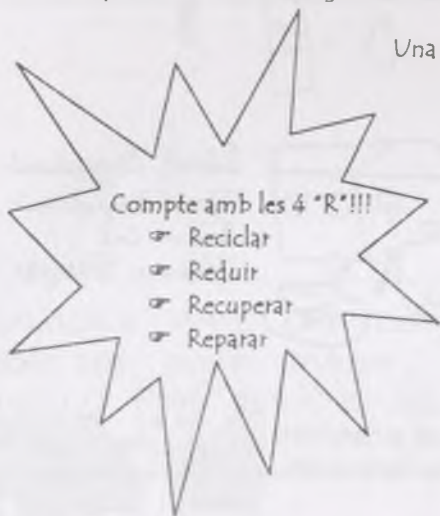 Una
Compte amb les 4 "R"!!!
☞ Reciclar
☞ Reduir
☞ Recuperar
☞ Reparar